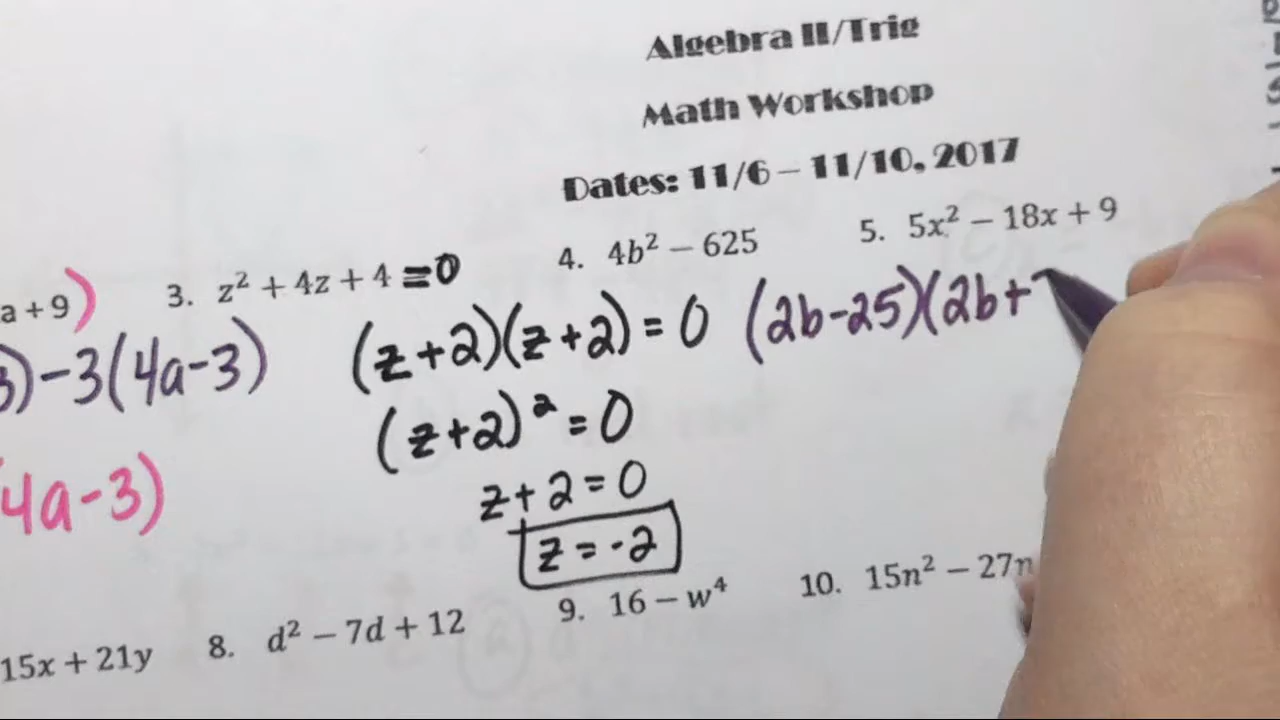 Algebra II/Trig
Math Workshop
Dates: 11/6 – 11/10, 2017
a + 9)
3. z² + 4z + 4 = 0
4. 4b² − 625
5. 5x² − 18x + 9
) − 3(4a − 3)
(z + 2)(z + 2) = 0
(2b − 25)(2b +
(z + 2)² = 0
4a − 3)
z + 2 = 0
z = -2
15x + 21y
8. d² − 7d + 12
9. 16 − w⁴
10. 15n² − 27n